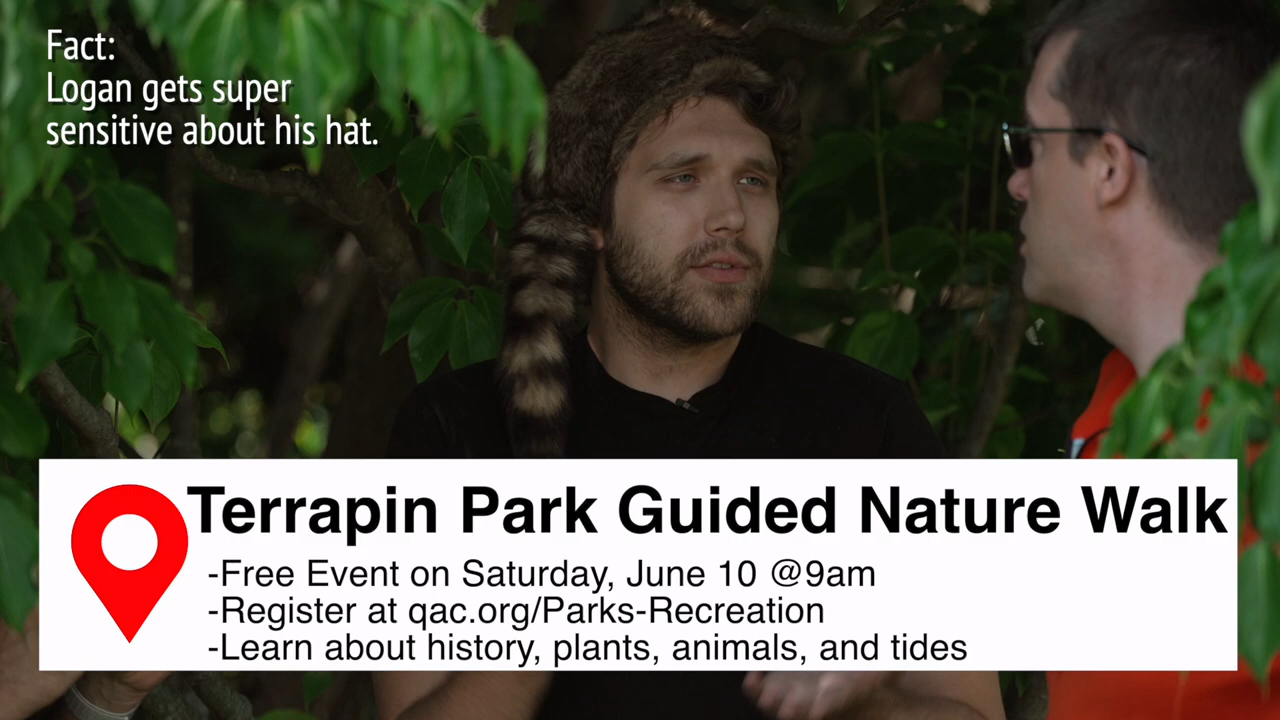 Fact:
Logan gets super
sensitive about his hat.
Terrapin Park Guided Nature Walk
-Free Event on Saturday, June 10 @9am
-Register at qac.org/Parks-Recreation
-Learn about history, plants, animals, and tides